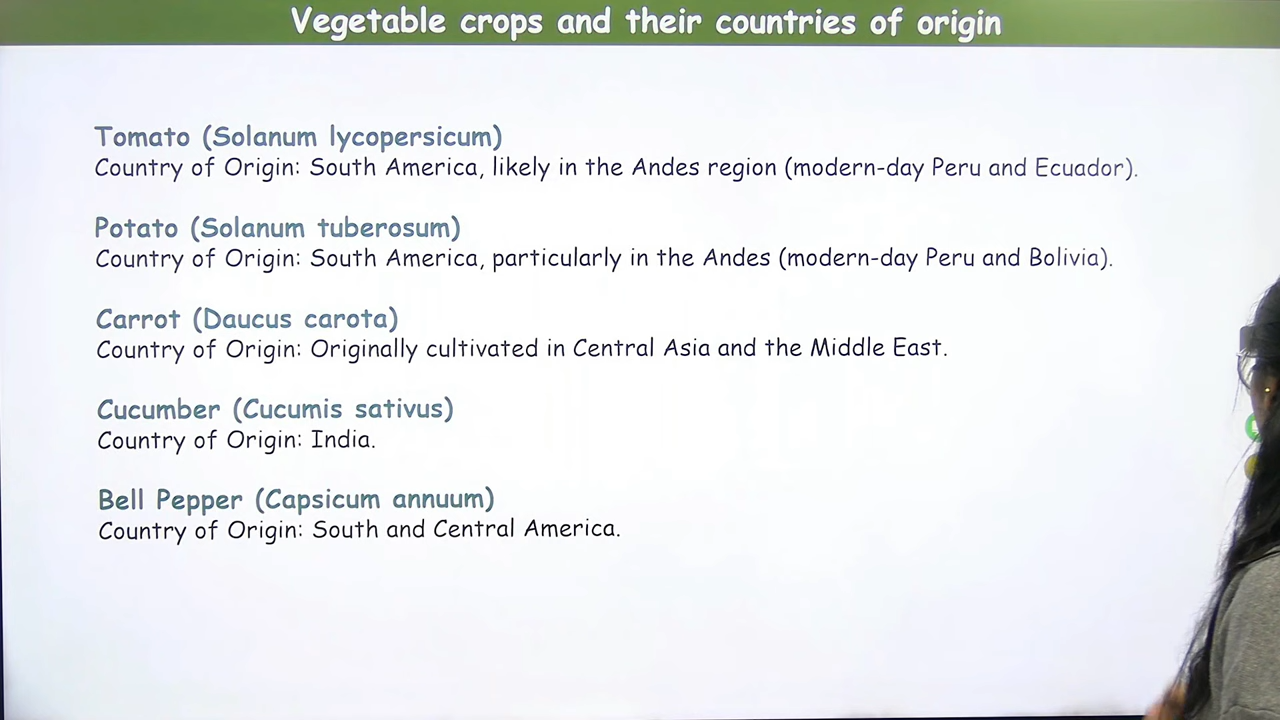 Vegetable crops and their countries of origin
Tomato (Solanum lycopersicum)
Country of Origin: South America, likely in the Andes region (modern-day Peru and Ecuador).
Potato (Solanum tuberosum)
Country of Origin: South America, particularly in the Andes (modern-day Peru and Bolivia).
Carrot (Daucus carota)
Country of Origin: Originally cultivated in Central Asia and the Middle East.
Cucumber (Cucumis sativus)
Country of Origin: India.
Bell Pepper (Capsicum annuum)
Country of Origin: South and Central America.